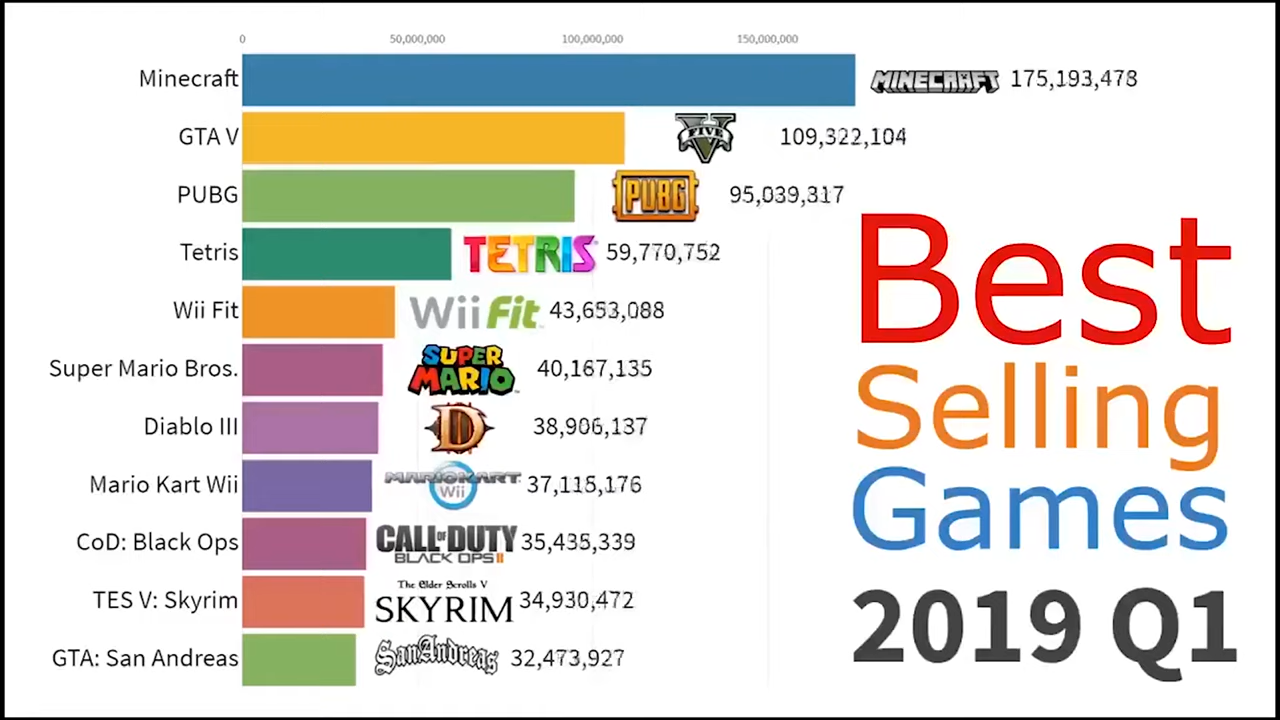 0 50,000,000 100,000,000 150,000,000
Minecraft MINECRAFT 175,193,478
GTA V V FIVE 109,322,104
PUBG PUBG 95,039,317
Tetris TETRIS 59,770,752
Wii Fit Wii Fit 43,653,088
Super Mario Bros. SUPER MARIO 40,167,135
Diablo III D 38,906,137
Mario Kart Wii MARIOKART Wii 37,115,176
CoD: Black Ops CALL OF DUTY BLACK OPS II 35,435,339
TES V: Skyrim The Elder Scrolls V SKYRIM 34,930,472
GTA: San Andreas San Andreas 32,473,927
Best
Selling
Games
2019 Q1